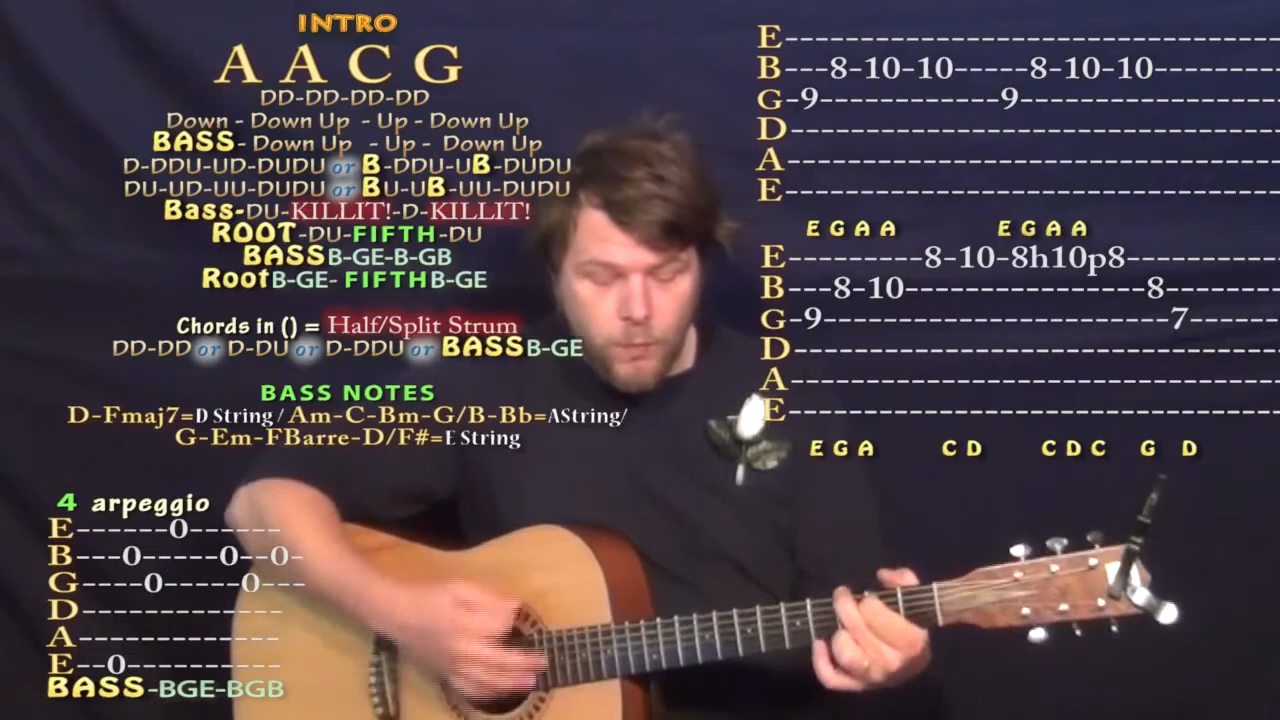 INTRO
A A C G
DD-DD-DD-DD
Down - Down Up - Up - Down Up
BASS - Down Up - Up - Down Up
D-DDU-UD-DUDU or B-DDU-UB-DUDU
DU-UD-UU-DUDU or BU-UB-UU-DUDU
Bass-DU-KILLIT!-D-KILLIT!
ROOT-DU-FIFTH-DU
BASSB-GE-B-GB
RootB-GE- FIFTHB-GE
Chords in () = Half/Split Strum
DD-DD or D-DU or D-DDU or BASSB-GE
BASS NOTES
D-Fmaj7=D String / Am-C-Bm-G/B-Bb=AString/
G-Em-FBarre-D/F#=E String
4 arpeggio
E------0------
B---0-----0--0-
G----0-----0---
D-------------
A-------------
E--0----------
BASS-BGE-BGB
E---------------------------------
B---8-10-10-----8-10-10----------
G-9------------9------------------
D---------------------------------
A---------------------------------
E---------------------------------
E G A A E G A A
E---------8-10-8h10p8------------
B---8-10----------------8---------
G-9-----------------------7------
D---------------------------------
A---------------------------------
E---------------------------------
E G A C D C D C G D